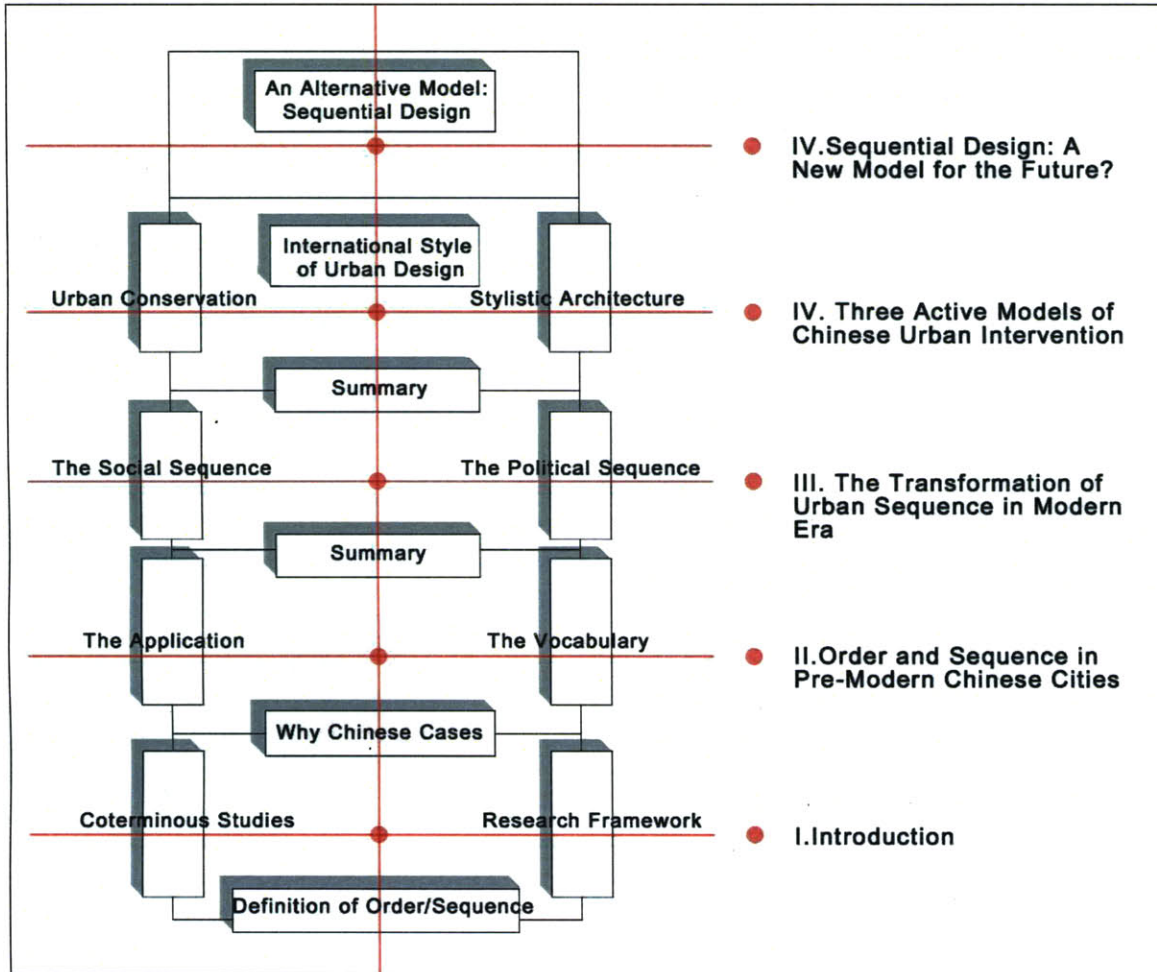 An Alternative Model:
Sequential Design
IV.Sequential Design: A
New Model for the Future?
International Style
of Urban Design
Urban Conservation
Stylistic Architecture
IV. Three Active Models of
Chinese Urban Intervention
Summary
The Social Sequence
The Political Sequence
III. The Transformation of
Urban Sequence in Modern
Era
Summary
The Application
The Vocabulary
II.Order and Sequence in
Pre-Modern Chinese Cities
Why Chinese Cases
Coterminous Studies
Research Framework
I.Introduction
Definition of Order/Sequence